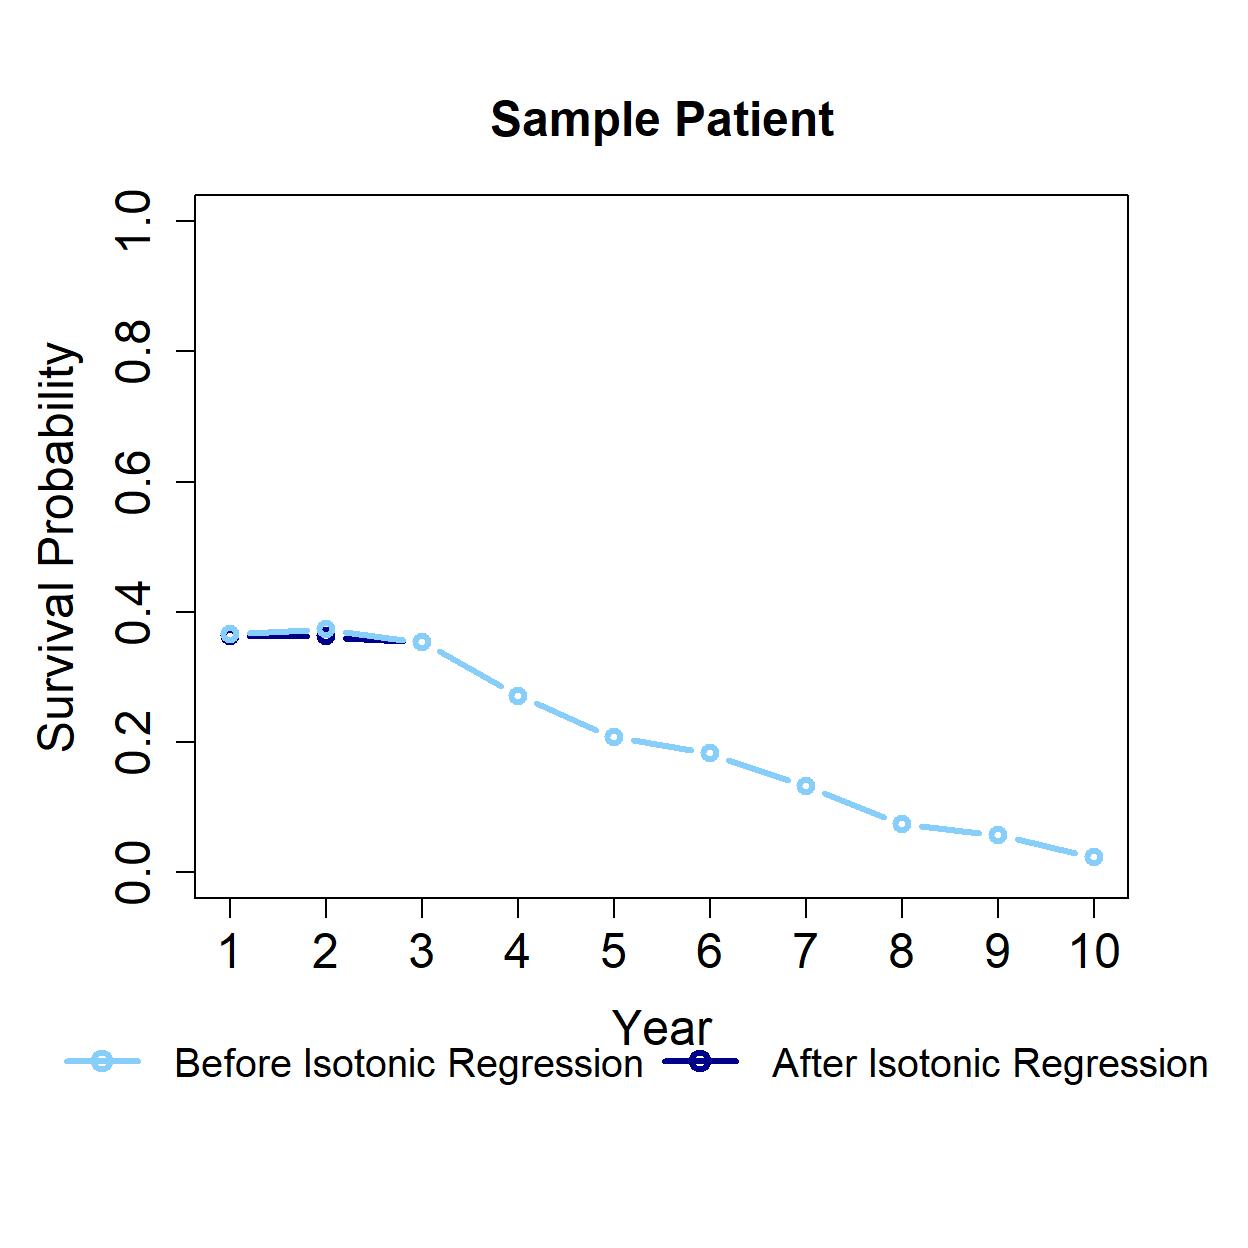 Sample Patient
Survival Probability
1.0
0.8
0.6
0.4
0.2
0.0
1 2 3 4 5 6 7 8 9 10
Year
Before Isotonic Regression After Isotonic Regression